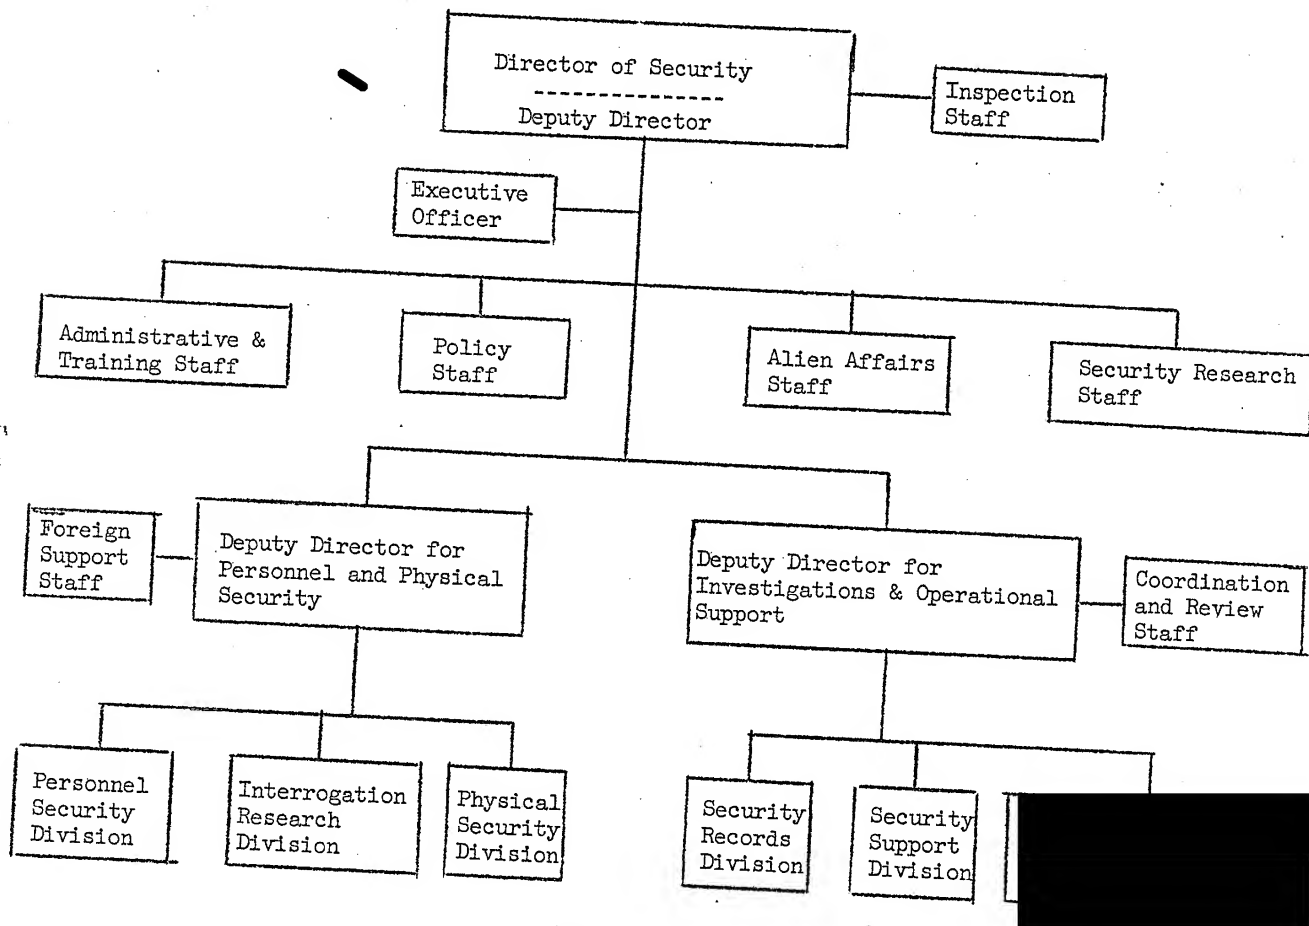 Director of Security
---------------
Deputy Director
Inspection
Staff
Executive
Officer
Administrative &
Training Staff
Policy
Staff
Alien Affairs
Staff
Security Research
Staff
Foreign
Support
Staff
Deputy Director for
Personnel and Physical
Security
Deputy Director for
Investigations & Operational
Support
Coordination
and Review
Staff
Personnel
Security
Division
Interrogation
Research
Division
Physical
Security
Division
Security
Records
Division
Security
Support
Division